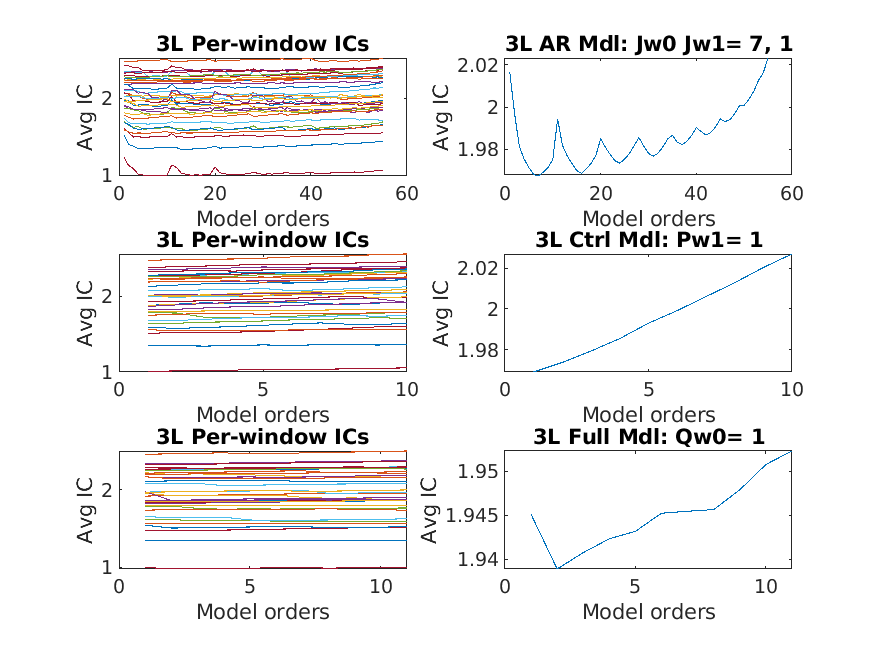 3L Per-window ICs
Avg IC
2
1
0
20
40
60
Model orders
3L AR Mdl: Jw0 Jw1= 7, 1
Avg IC
2.02
2
1.98
0
20
40
60
Model orders
3L Per-window ICs
Avg IC
2
1
0
5
10
Model orders
3L Ctrl Mdl: Pw1= 1
Avg IC
2.02
2
1.98
0
5
10
Model orders
3L Per-window ICs
Avg IC
2
1
0
5
10
Model orders
3L Full Mdl: Qw0= 1
Avg IC
1.95
1.945
1.94
0
5
10
Model orders